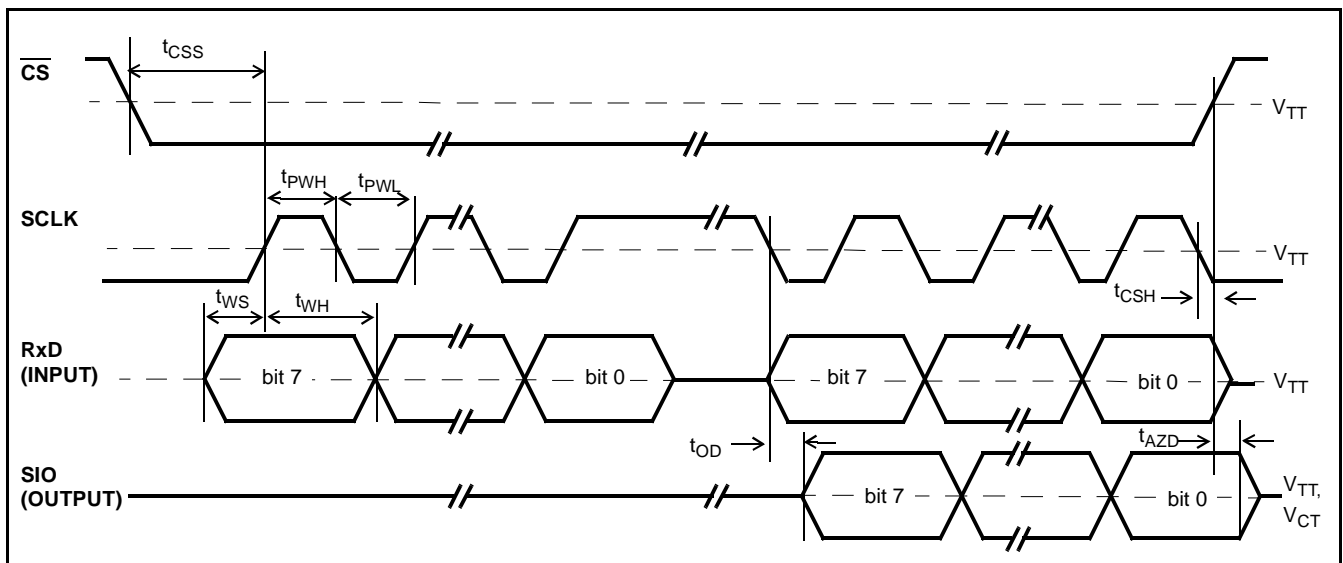 tCSS
CS
VTT
tPWH tPWL
SCLK
VTT
tWS tWH
tCSH
RxD
(INPUT)
bit 7 bit 0 bit 7 bit 0
VTT
tOD
tAZD
SIO
(OUTPUT)
bit 7 bit 0
VTT,
VCT